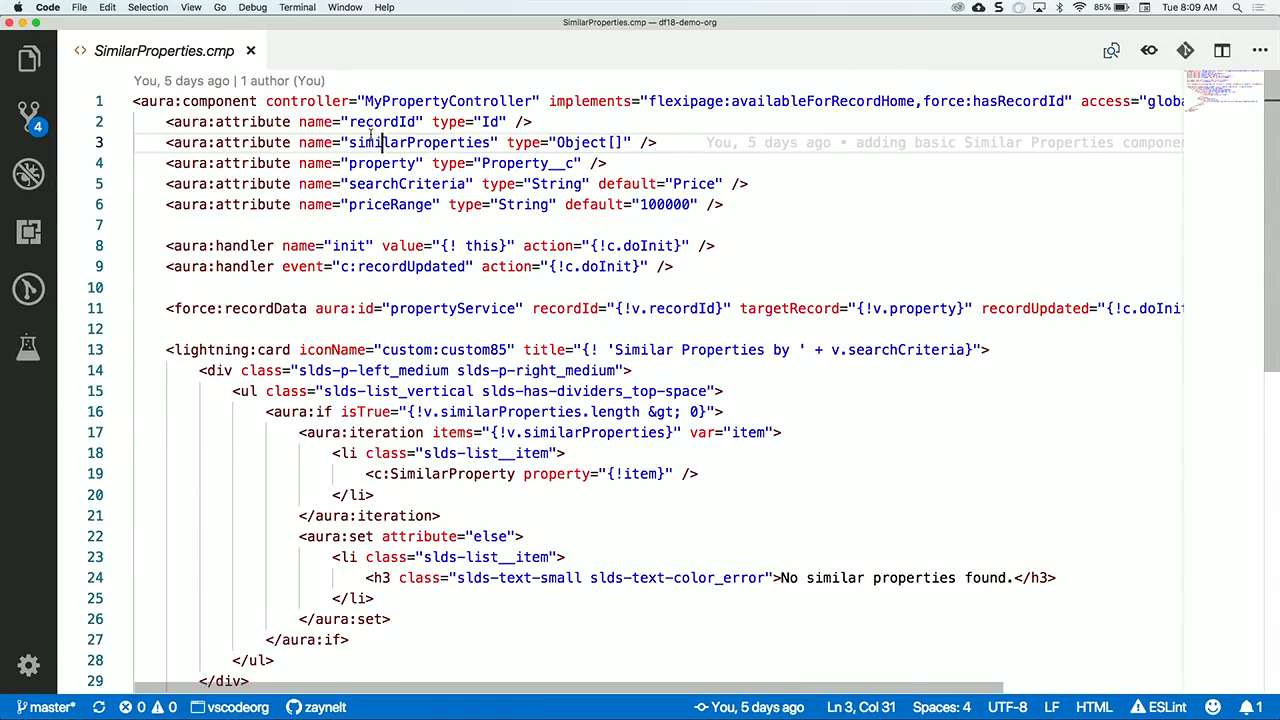 Code File Edit Selection View Go Debug Terminal Window Help 85% Tue 8:09 AM
SimilarProperties.cmp — df18-demo-org
<> SimilarProperties.cmp ×
You, 5 days ago | 1 author (You)
1 <aura:component controller="MyPropertyController" implements="flexipage:availableForRecordHome,force:hasRecordId" access="globa
2 <aura:attribute name="recordId" type="Id" />
3 <aura:attribute name="similarProperties" type="Object[]" /> You, 5 days ago • adding basic Similar Properties componen
4 <aura:attribute name="property" type="Property__c" />
5 <aura:attribute name="searchCriteria" type="String" default="Price" />
6 <aura:attribute name="priceRange" type="String" default="100000" />
7
8 <aura:handler name="init" value="{! this}" action="{!c.doInit}" />
9 <aura:handler event="c:recordUpdated" action="{!c.doInit}" />
10
11 <force:recordData aura:id="propertyService" recordId="{!v.recordId}" targetRecord="{!v.property}" recordUpdated="{!c.doInit
12
13 <lightning:card iconName="custom:custom85" title="{! 'Similar Properties by ' + v.searchCriteria}">
14 <div class="slds-p-left_medium slds-p-right_medium">
15 <ul class="slds-list_vertical slds-has-dividers_top-space">
16 <aura:if isTrue="{!v.similarProperties.length &gt; 0}">
17 <aura:iteration items="{!v.similarProperties}" var="item">
18 <li class="slds-list__item">
19 <c:SimilarProperty property="{!item}" />
20 </li>
21 </aura:iteration>
22 <aura:set attribute="else">
23 <li class="slds-list__item">
24 <h3 class="slds-text-small slds-text-color_error">No similar properties found.</h3>
25 </li>
26 </aura:set>
27 </aura:if>
28 </ul>
29 </div>
4
master* 0 0 vscodeorg zaynelt You, 5 days ago Ln 3, Col 31 Spaces: 4 UTF-8 LF HTML ESLint 1